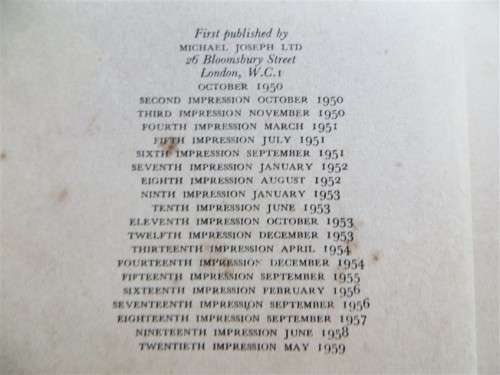 First published by
MICHAEL JOSEPH LTD
26 Bloomsbury Street
London, W.C.1
OCTOBER 1950
SECOND IMPRESSION OCTOBER 1950
THIRD IMPRESSION NOVEMBER 1950
FOURTH IMPRESSION MARCH 1951
FIFTH IMPRESSION JULY 1951
SIXTH IMPRESSION SEPTEMBER 1951
SEVENTH IMPRESSION JANUARY 1952
EIGHTH IMPRESSION AUGUST 1952
NINTH IMPRESSION JANUARY 1953
TENTH IMPRESSION JUNE 1953
ELEVENTH IMPRESSION OCTOBER 1953
TWELFTH IMPRESSION DECEMBER 1953
THIRTEENTH IMPRESSION APRIL 1954
FOURTEENTH IMPRESSION DECEMBER 1954
FIFTEENTH IMPRESSION SEPTEMBER 1955
SIXTEENTH IMPRESSION FEBRUARY 1956
SEVENTEENTH IMPRESSION SEPTEMBER 1956
EIGHTEENTH IMPRESSION SEPTEMBER 1957
NINETEENTH IMPRESSION JUNE 1958
TWENTIETH IMPRESSION MAY 1959